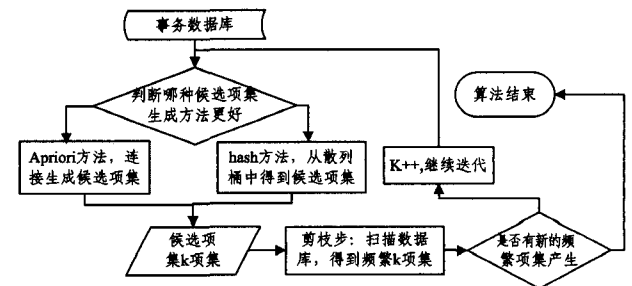 事务数据库
判断哪种候选项集
生成方法更好
算法结束
Apriori方法，连
接生成候选项集
hash方法，从散列
桶中得到候选项集
K++,继续迭代
候选项
集k项集
剪枝步：扫描数据
库，得到频繁k项集
是否有新的频
繁项集产生